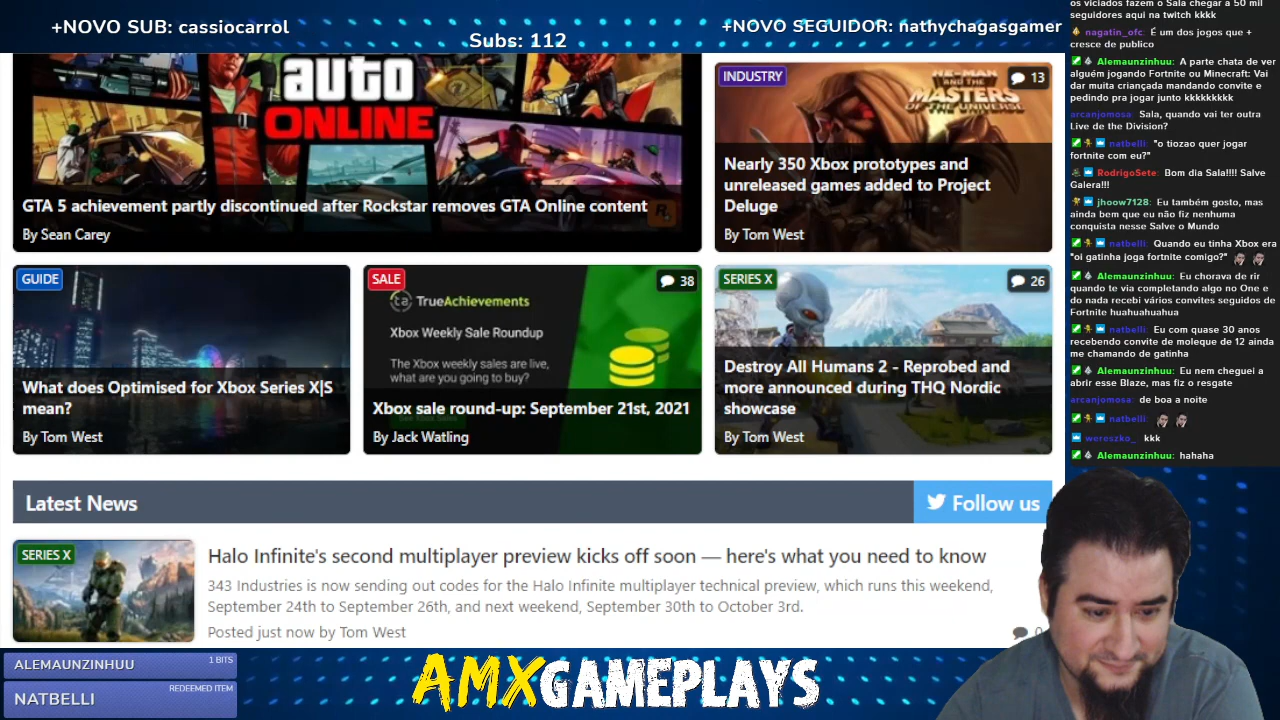 +NOVO SUB: cassiocarrol
Subs: 112
+NOVO SEGUIDOR: nathychagasgamer
auto
ONLINE
GTA 5 achievement partly discontinued after Rockstar removes GTA Online content
By Sean Carey
INDUSTRY
13
HE-MAN
AND THE
MASTERS
OF THE UNIVERSE
Nearly 350 Xbox prototypes and
unreleased games added to Project
Deluge
By Tom West
GUIDE
What does Optimised for Xbox Series X|S
mean?
By Tom West
SALE
38
ta TrueAchievements
Xbox Weekly Sale Roundup
The Xbox weekly sales are live,
what are you going to buy?
Xbox sale round-up: September 21st, 2021
By Jack Watling
SERIES X
26
Destroy All Humans 2 - Reprobed and
more announced during THQ Nordic
showcase
By Tom West
Latest News
Follow us
SERIES X
Halo Infinite's second multiplayer preview kicks off soon — here's what you need to know
343 Industries is now sending out codes for the Halo Infinite multiplayer technical preview, which runs this weekend,
September 24th to September 26th, and next weekend, September 30th to October 3rd.
Posted just now by Tom West
0
os viciados fazem o Sala chegar a 50 mil
seguidores aqui na twitch kkkk
nagatin_ofc: É um dos jogos que +
cresce de publico
Alemaunzinhuu: A parte chata de ver
alguém jogando Fortnite ou Minecraft: Vai
dar muita criançada mandando convite e
pedindo pra jogar junto kkkkkkkkk
arcanjomosa: Sala, quando vai ter outra
Live de the Division?
natbelli: "o tiozao quer jogar
fortnite com eu?"
RodrigoSete: Bom dia Sala!!!! Salve
Galera!!!
jhoow7128: Eu também gosto, mas
ainda bem que eu não fiz nenhuma
conquista nesse Salve o Mundo
natbelli: Quando eu tinha Xbox era
"oi gatinha joga fortnite comigo?"
Alemaunzinhuu: Eu chorava de rir
quando te via completando algo no One e
do nada recebi vários convites seguidos de
Fortnite huahuahuahua
natbelli: Eu com quase 30 anos
recebendo convite de moleque de 12 ainda
me chamando de gatinha
Alemaunzinhuu: Eu nem cheguei a
abrir esse Blaze, mas fiz o resgate
arcanjomosa: de boa a noite
natbelli:
wereszko_ kkk
Alemaunzinhuu: hahaha
ALEMAUNZINHUU
1 BITS
NATBELLI
REDEEMED ITEM
AMXGAMEPLAYS